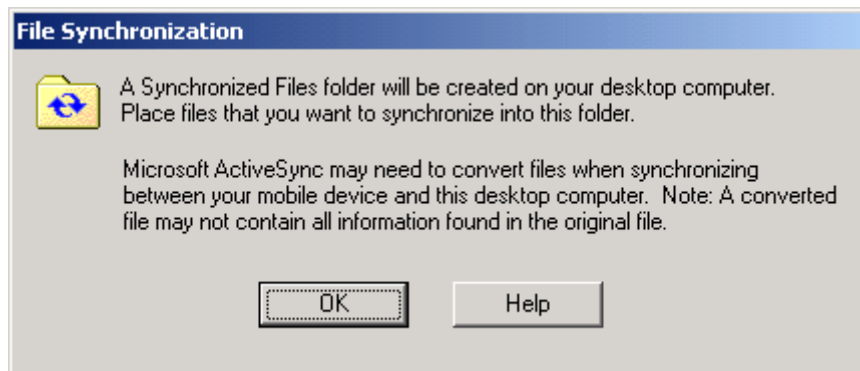 File Synchronization
A Synchronized Files folder will be created on your desktop computer.
Place files that you want to synchronize into this folder.
Microsoft ActiveSync may need to convert files when synchronizing
between your mobile device and this desktop computer.  Note: A converted
file may not contain all information found in the original file.
OK
Help